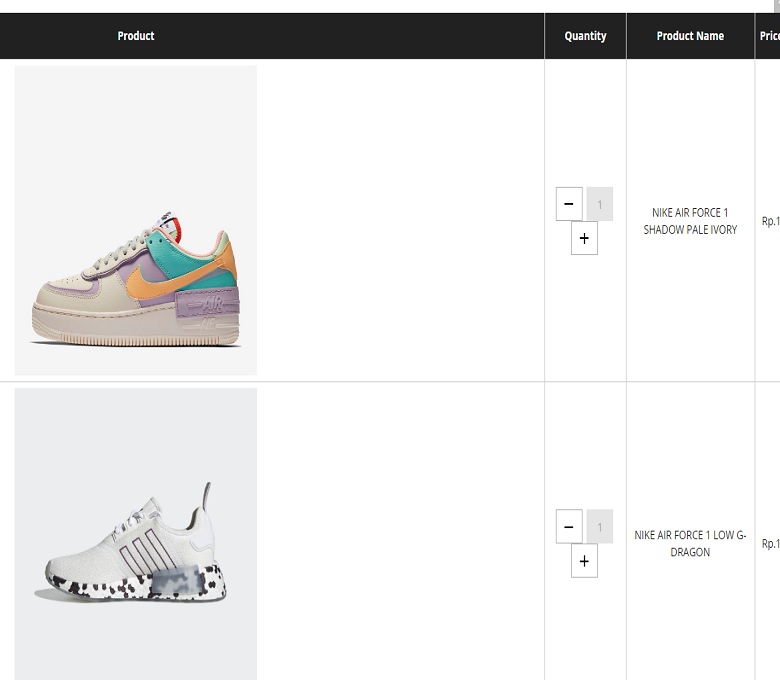 Product
Quantity
Product Name
AIR
1
NIKE AIR FORCE 1
SHADOW PALE IVORY
Rp.1
1
NIKE AIR FORCE 1 LOW G-
DRAGON
Rp.1